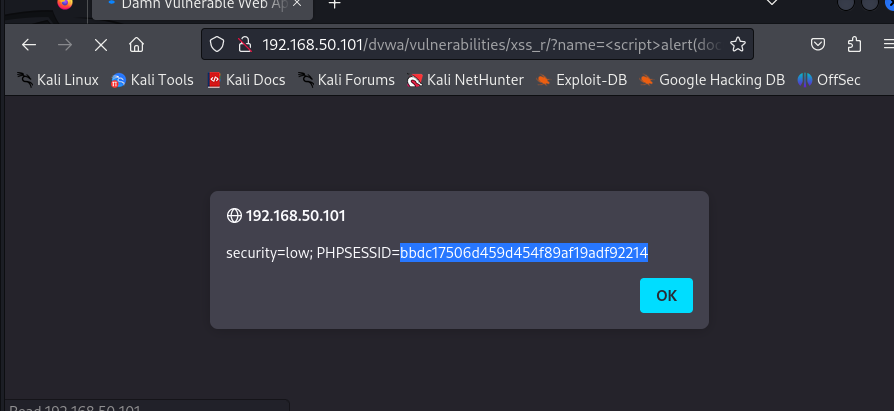 Damn Vulnerable Web Ap
192.168.50.101/dvwa/vulnerabilities/xss_r/?name=<script>alert(doc
Kali Linux Kali Tools Kali Docs Kali Forums Kali NetHunter Exploit-DB Google Hacking DB OffSec
192.168.50.101
security=low; PHPSESSID=bbdc17506d459d454f89af19adf92214
OK
Read 192.168.50.101